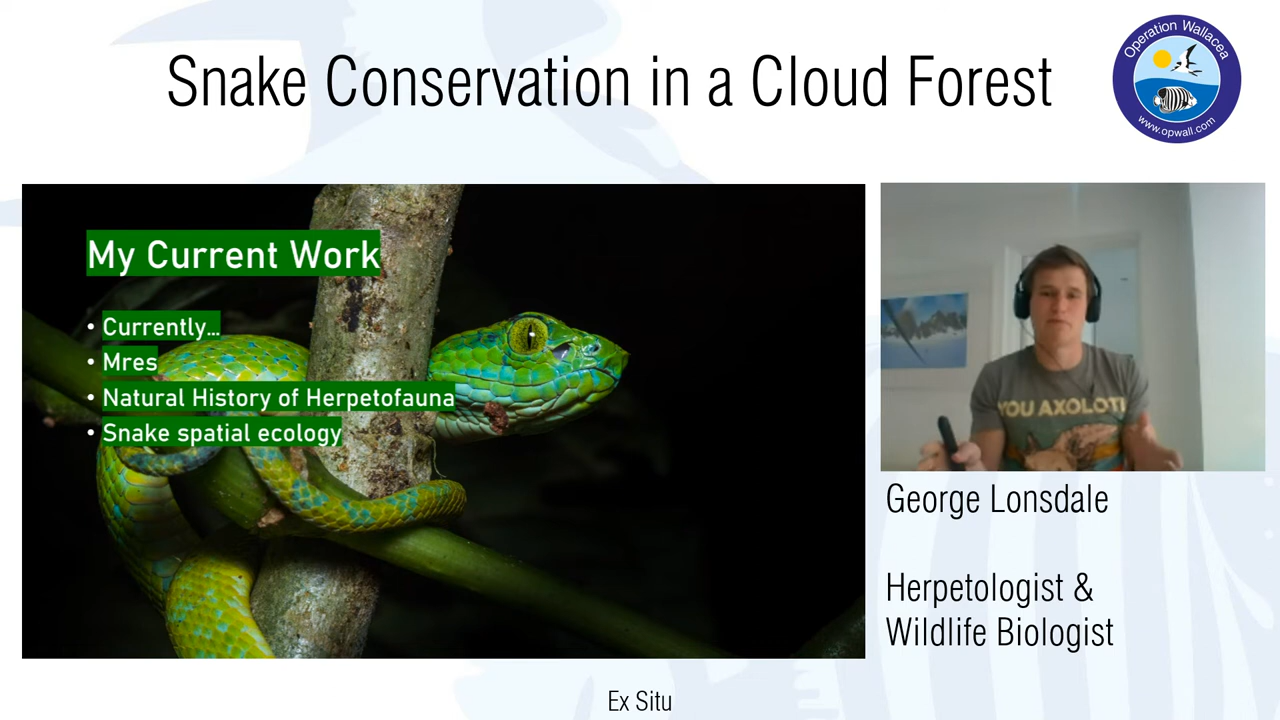 Snake Conservation in a Cloud Forest
Operation Wallacea
www.opwall.com
My Current Work
• Currently...
• Mres
• Natural History of Herpetofauna
• Snake spatial ecology
YOU AXOLOTL
George Lonsdale
Herpetologist &
Wildlife Biologist
Ex Situ